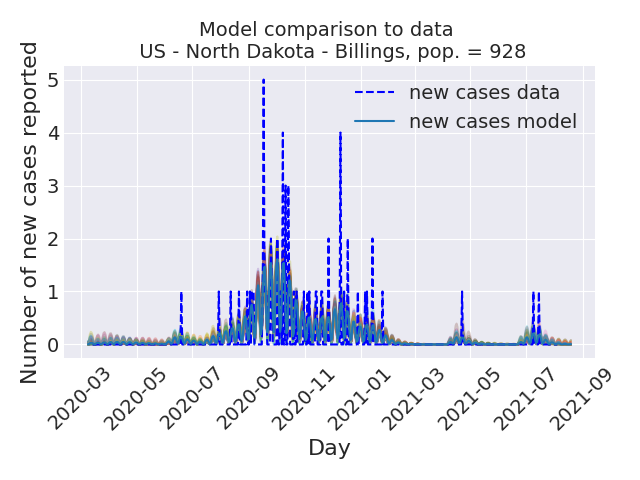 Model comparison to data
US - North Dakota - Billings, pop. = 928
Number of new cases reported
5
4
3
2
1
0
new cases data
new cases model
2020-03
2020-05
2020-07
2020-09
2020-11
2021-01
2021-03
2021-05
2021-07
2021-09
Day